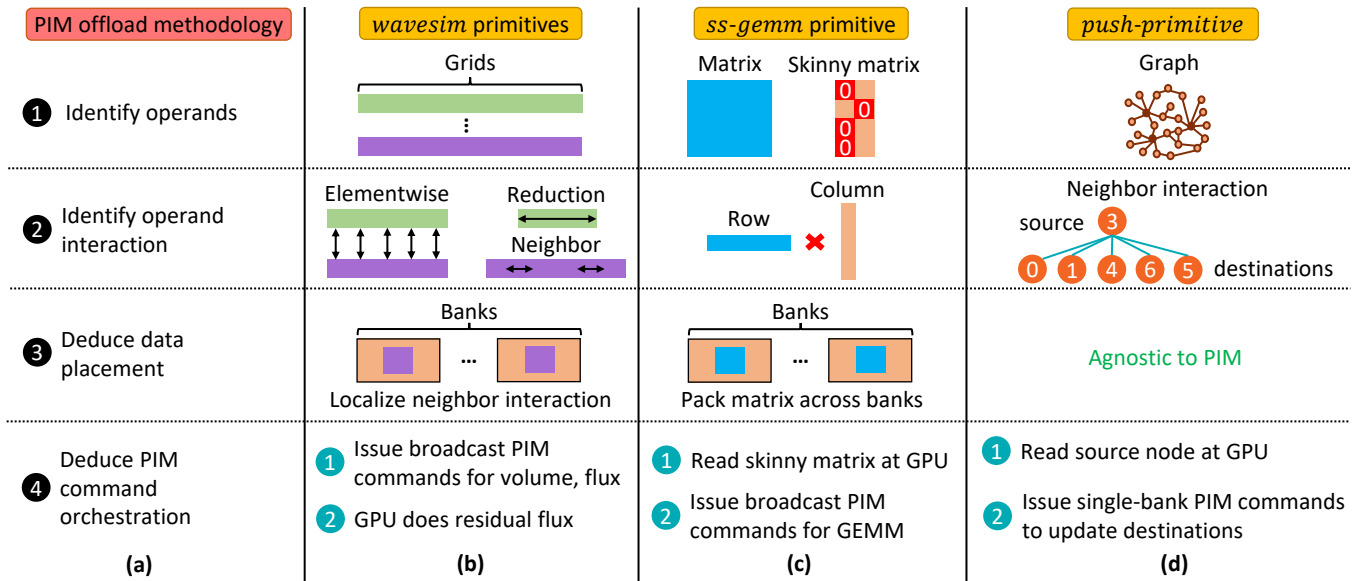 PIM offload methodology
wavesim primitives
ss-gemm primitive
push-primitive
1 Identify operands
Grids
...
Matrix
Skinny matrix
0
0
0
0
Graph
2 Identify operand
interaction
Elementwise
Reduction
Neighbor
Row
Column
Neighbor interaction
source
3
0 1 4 6 5 destinations
3 Deduce data
placement
Banks
...
Localize neighbor interaction
Banks
...
Pack matrix across banks
Agnostic to PIM
4 Deduce PIM
command
orchestration
1 Issue broadcast PIM
commands for volume, flux
2 GPU does residual flux
1 Read skinny matrix at GPU
2 Issue broadcast PIM
commands for GEMM
1 Read source node at GPU
2 Issue single-bank PIM commands
to update destinations
(a)
(b)
(c)
(d)